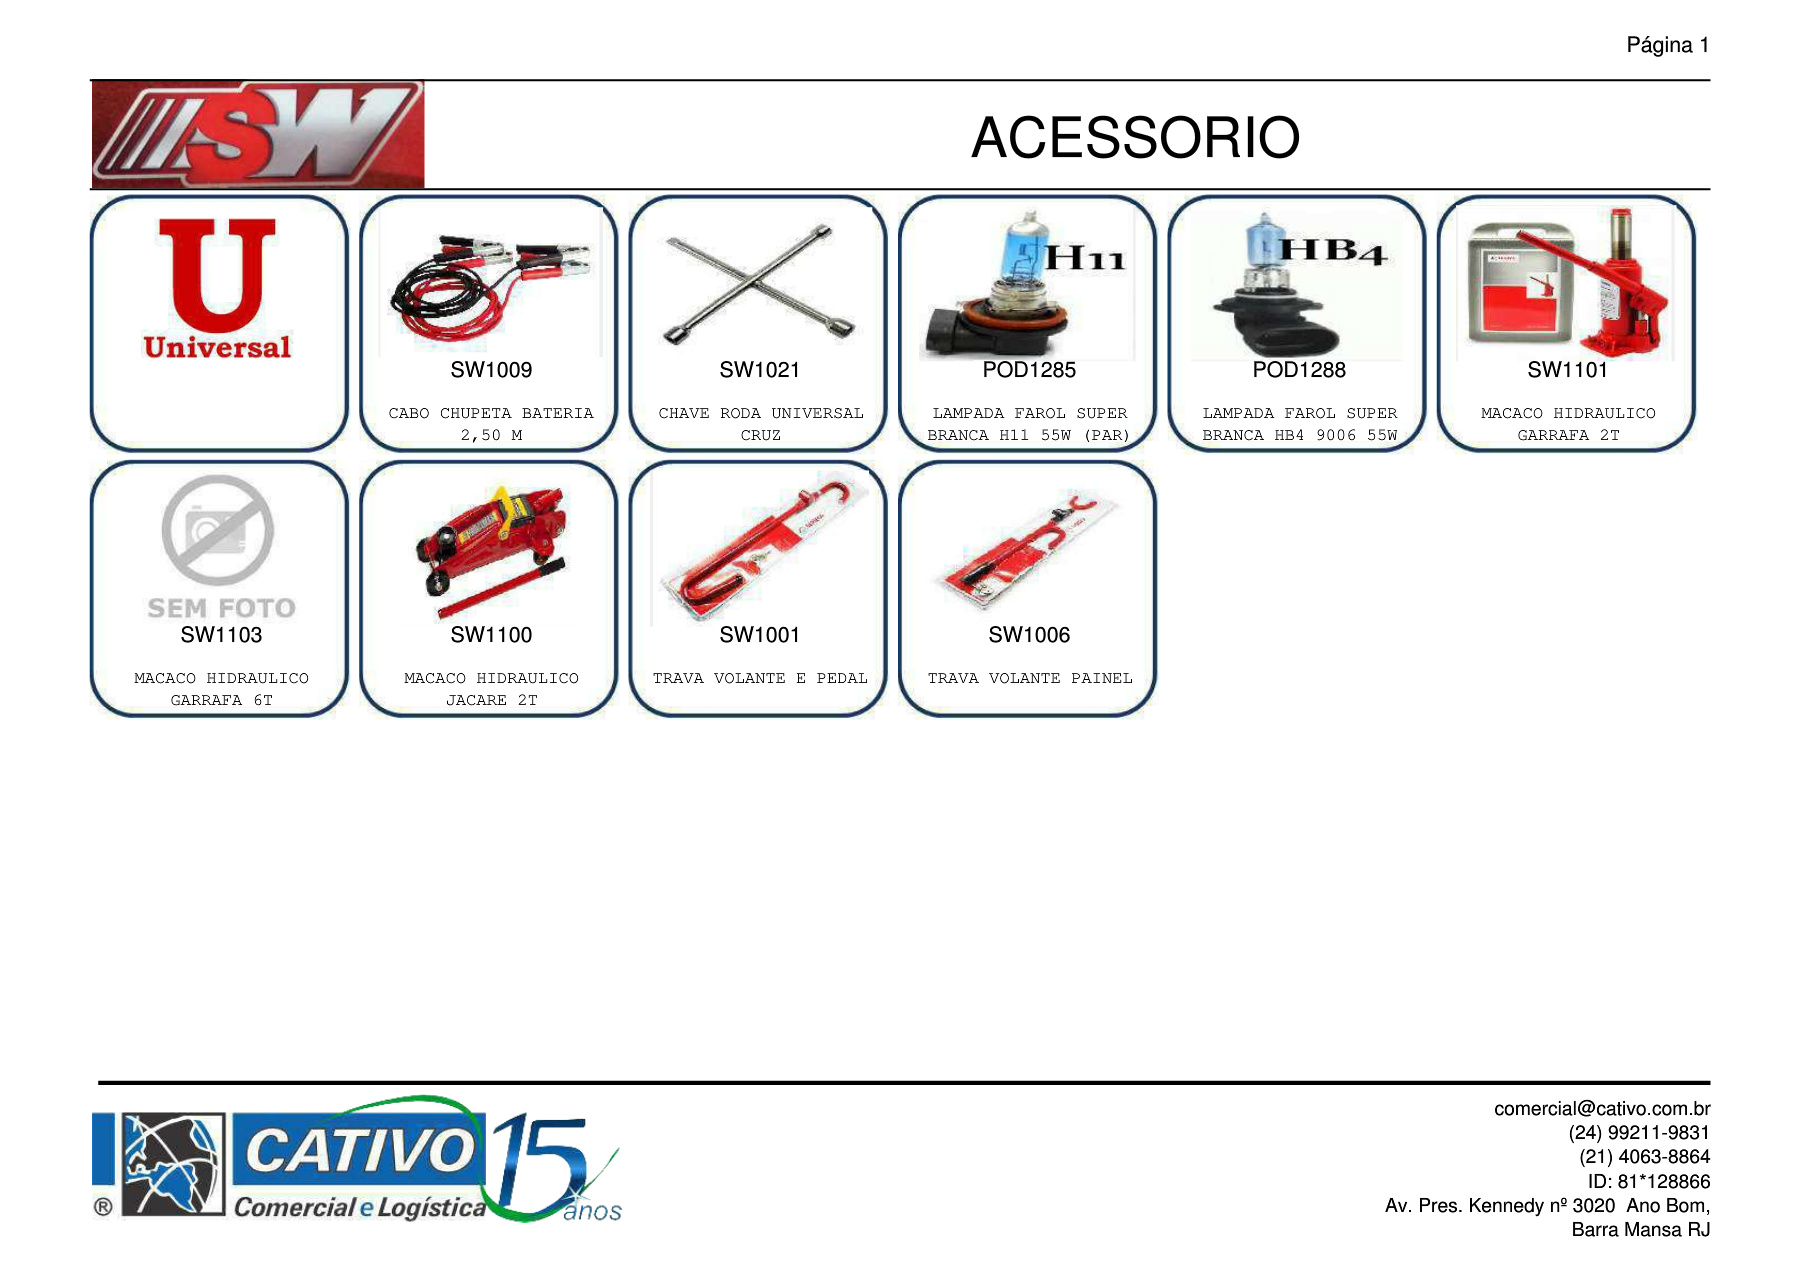 Página 1
SW
ACESSORIO
U
Universal
H11
HB4
SW1009
SW1021
POD1285
POD1288
SW1101
CABO CHUPETA BATERIA
2,50 M
CHAVE RODA UNIVERSAL
CRUZ
LAMPADA FAROL SUPER
BRANCA H11 55W (PAR)
LAMPADA FAROL SUPER
BRANCA HB4 9006 55W
MACACO HIDRAULICO
GARRAFA 2T
SEM FOTO
SW1103
SW1100
SW1001
SW1006
MACACO HIDRAULICO
GARRAFA 6T
MACACO HIDRAULICO
JACARE 2T
TRAVA VOLANTE E PEDAL
TRAVA VOLANTE PAINEL
CATIVO
15
anos
® Comercial e Logística
comercial@cativo.com.br
(24) 99211-9831
(21) 4063-8864
ID: 81*128866
Av. Pres. Kennedy nº 3020 Ano Bom,
Barra Mansa RJ